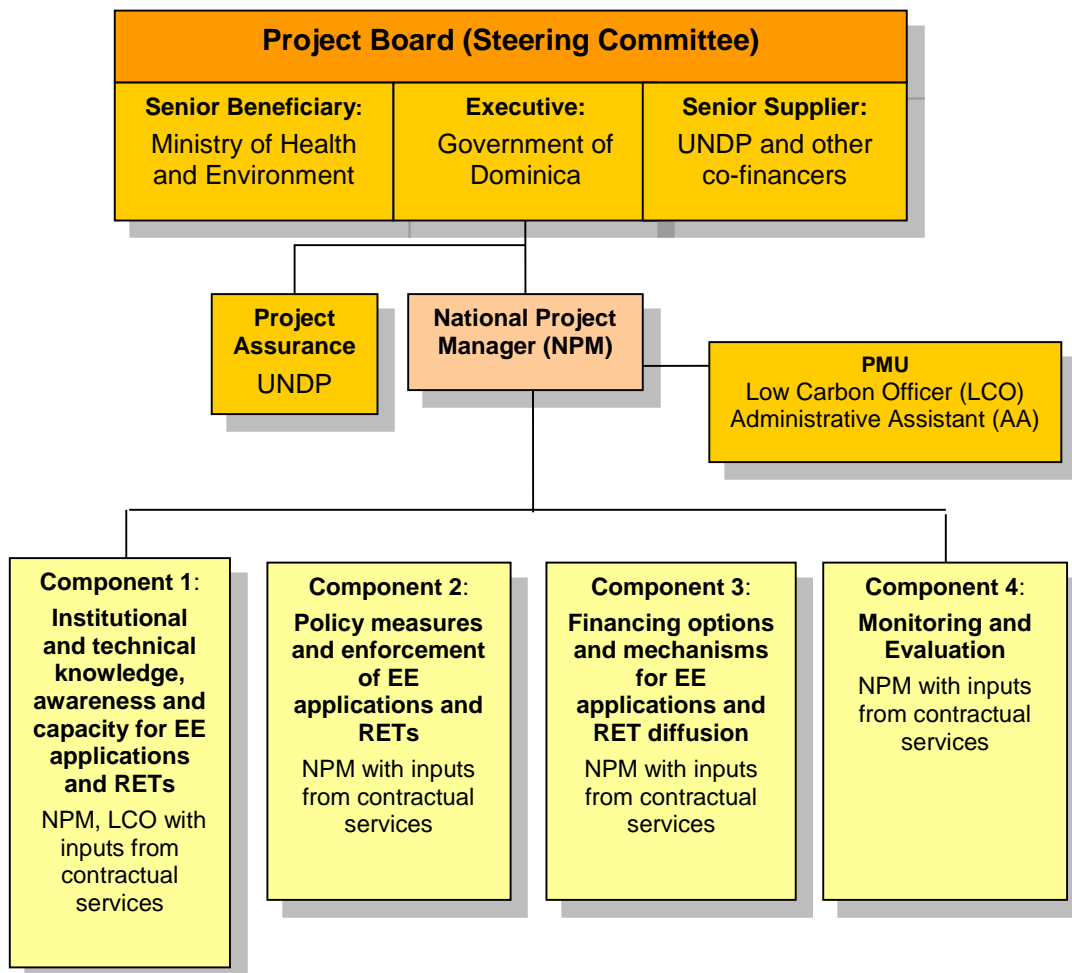 Project Board (Steering Committee)
Senior Beneficiary:
Ministry of Health
and Environment
Executive:
Government of
Dominica
Senior Supplier:
UNDP and other
co-financers
Project
Assurance
UNDP
National Project
Manager (NPM)
PMU
Low Carbon Officer (LCO)
Administrative Assistant (AA)
Component 1:
Institutional
and technical
knowledge,
awareness and
capacity for EE
applications
and RETs
NPM, LCO with
inputs from
contractual
services
Component 2:
Policy measures
and enforcement
of EE
applications and
RETs
NPM with inputs
from contractual
services
Component 3:
Financing options
and mechanisms
for EE
applications and
RET diffusion
NPM with inputs
from contractual
services
Component 4:
Monitoring and
Evaluation
NPM with inputs
from contractual
services